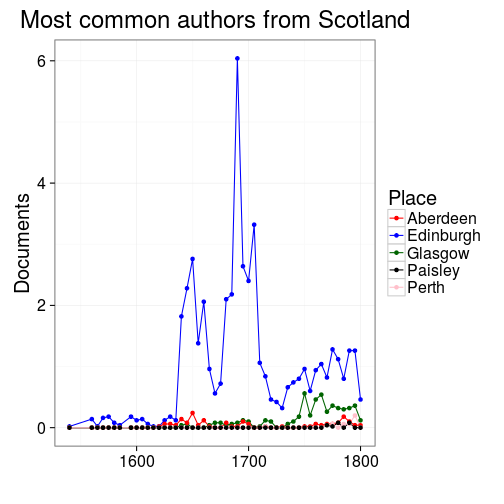 Most common authors from Scotland
6
4
2
0
Documents
1600 1700 1800
Place
Aberdeen
Edinburgh
Glasgow
Paisley
Perth